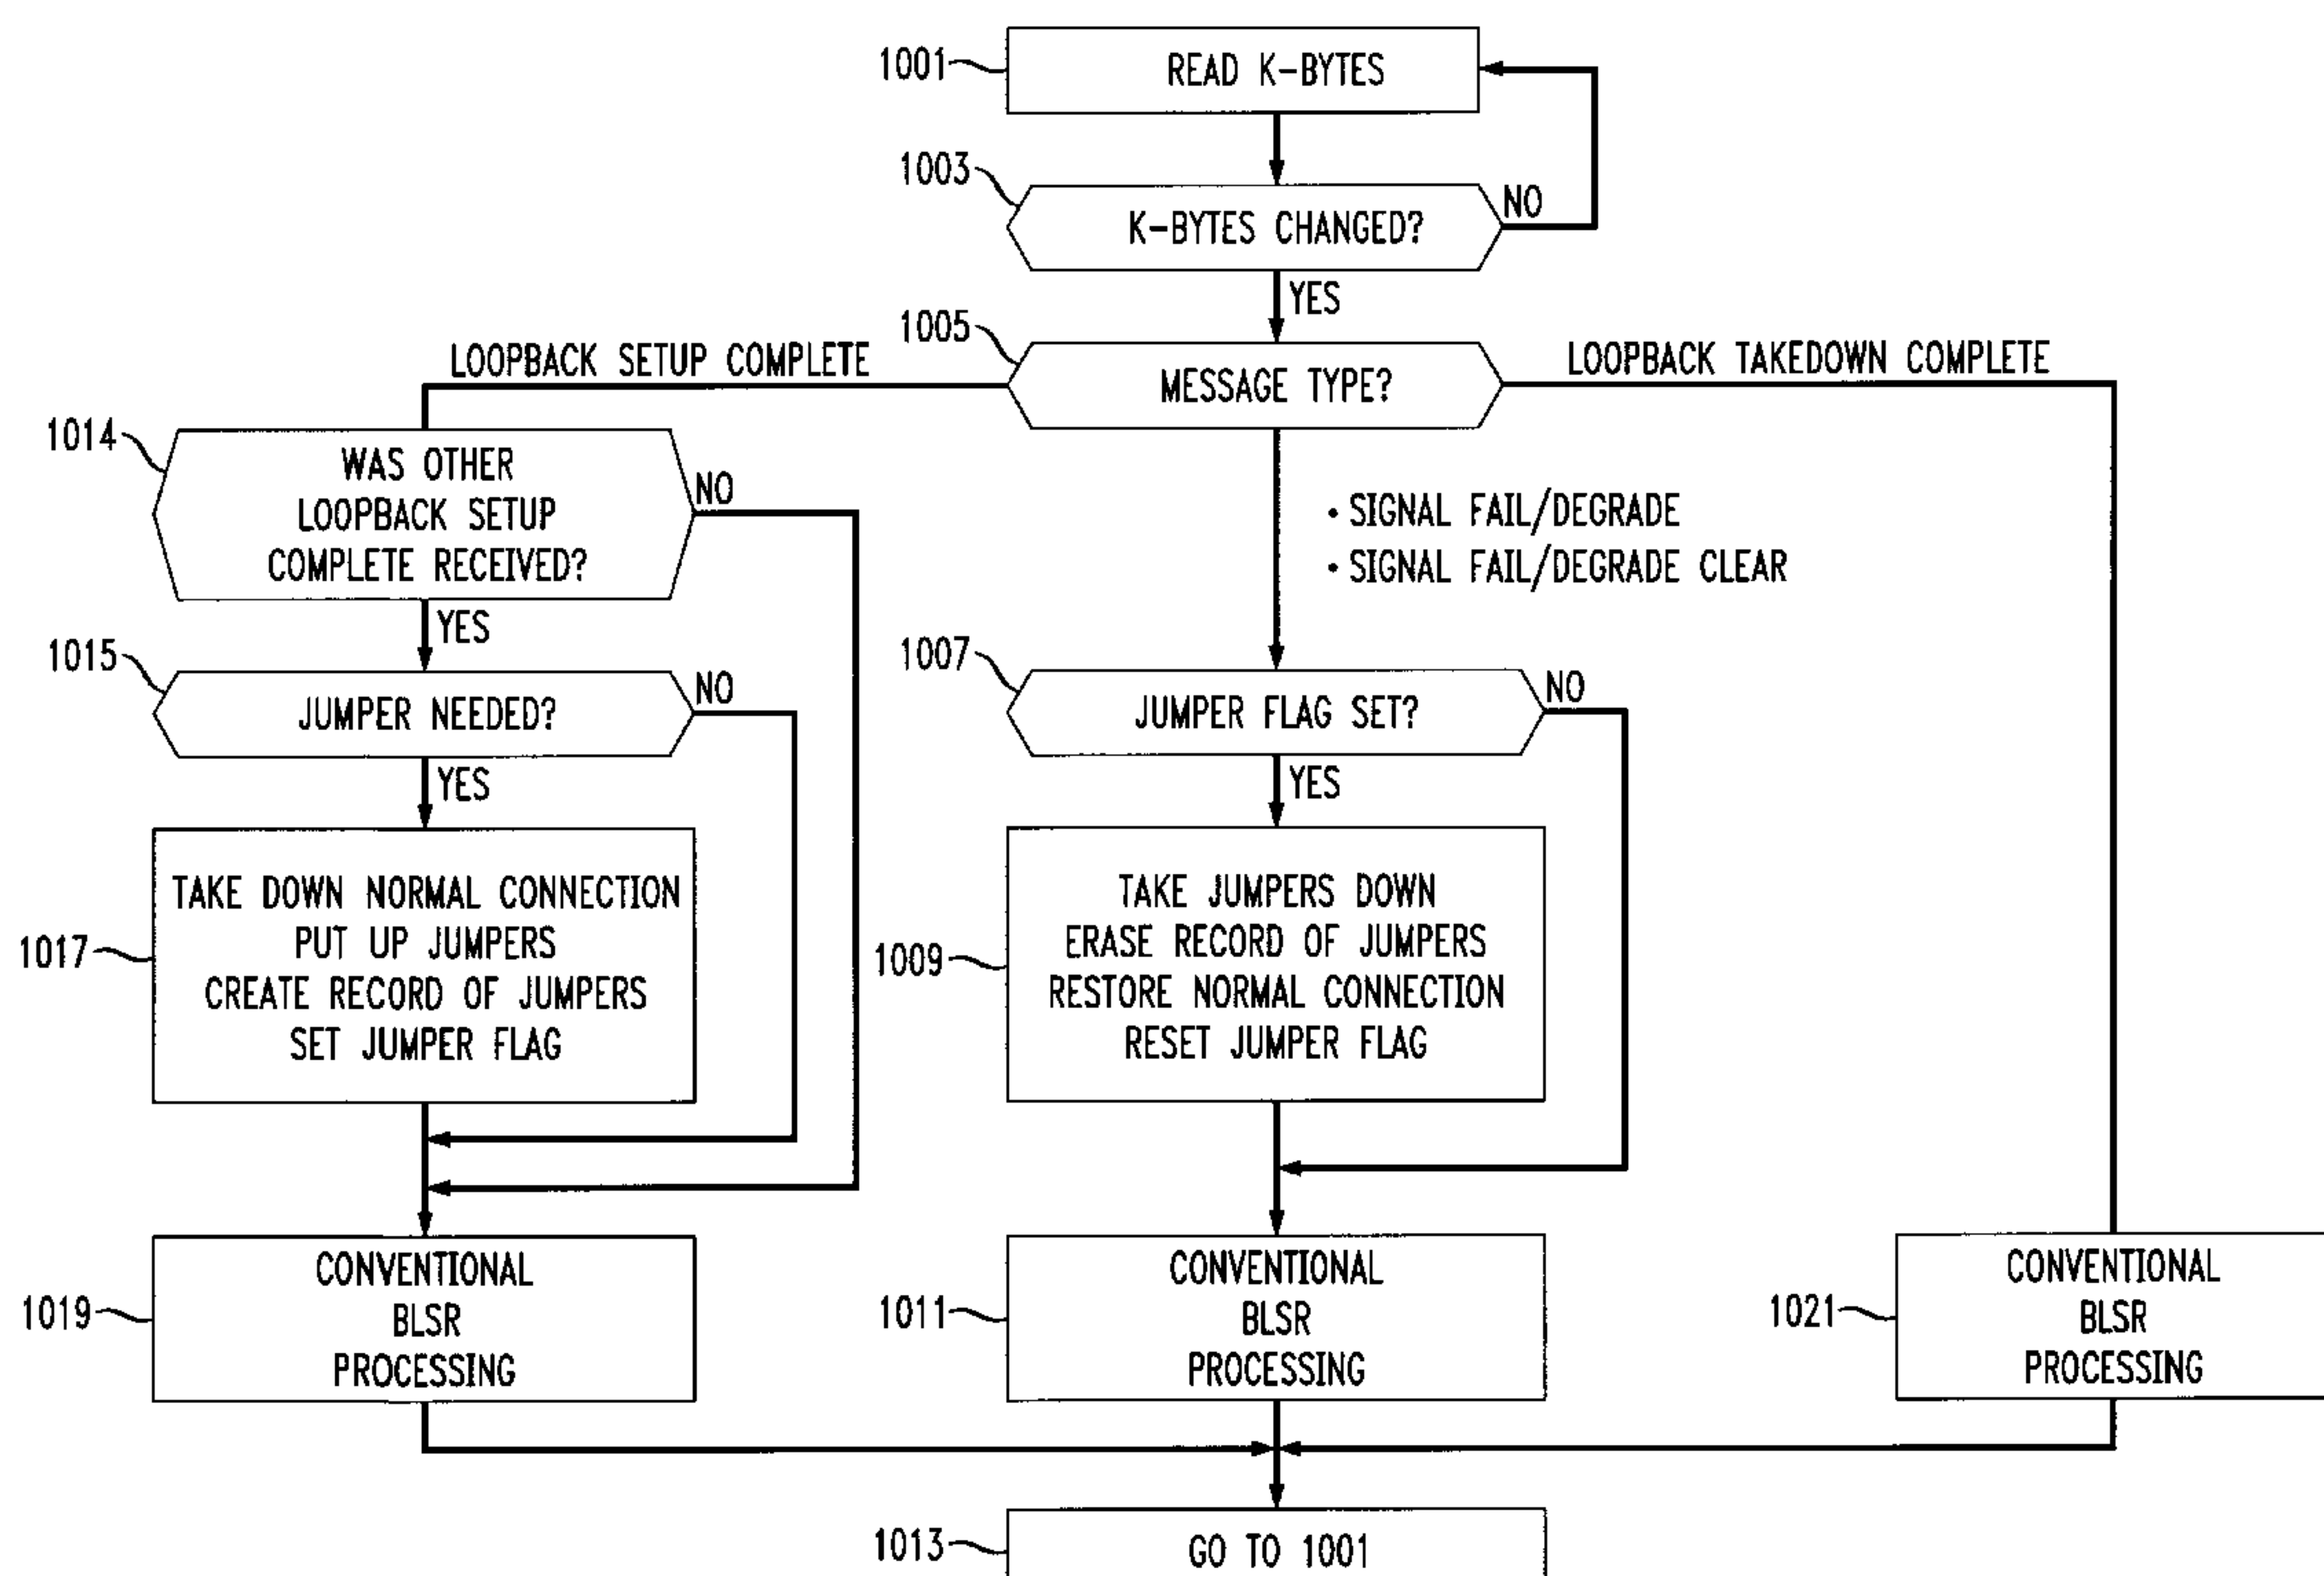 1001
READ K-BYTES
1003
K-BYTES CHANGED?
NO
YES
1005
MESSAGE TYPE?
LOOPBACK SETUP COMPLETE
LOOPBACK TAKEDOWN COMPLETE
1014
WAS OTHER
LOOPBACK SETUP
COMPLETE RECEIVED?
NO
YES
• SIGNAL FAIL/DEGRADE
• SIGNAL FAIL/DEGRADE CLEAR
1015
JUMPER NEEDED?
NO
YES
1007
JUMPER FLAG SET?
NO
YES
1017
TAKE DOWN NORMAL CONNECTION
PUT UP JUMPERS
CREATE RECORD OF JUMPERS
SET JUMPER FLAG
1009
TAKE JUMPERS DOWN
ERASE RECORD OF JUMPERS
RESTORE NORMAL CONNECTION
RESET JUMPER FLAG
1019
CONVENTIONAL
BLSR
PROCESSING
1011
CONVENTIONAL
BLSR
PROCESSING
1021
CONVENTIONAL
BLSR
PROCESSING
1013
GO TO 1001